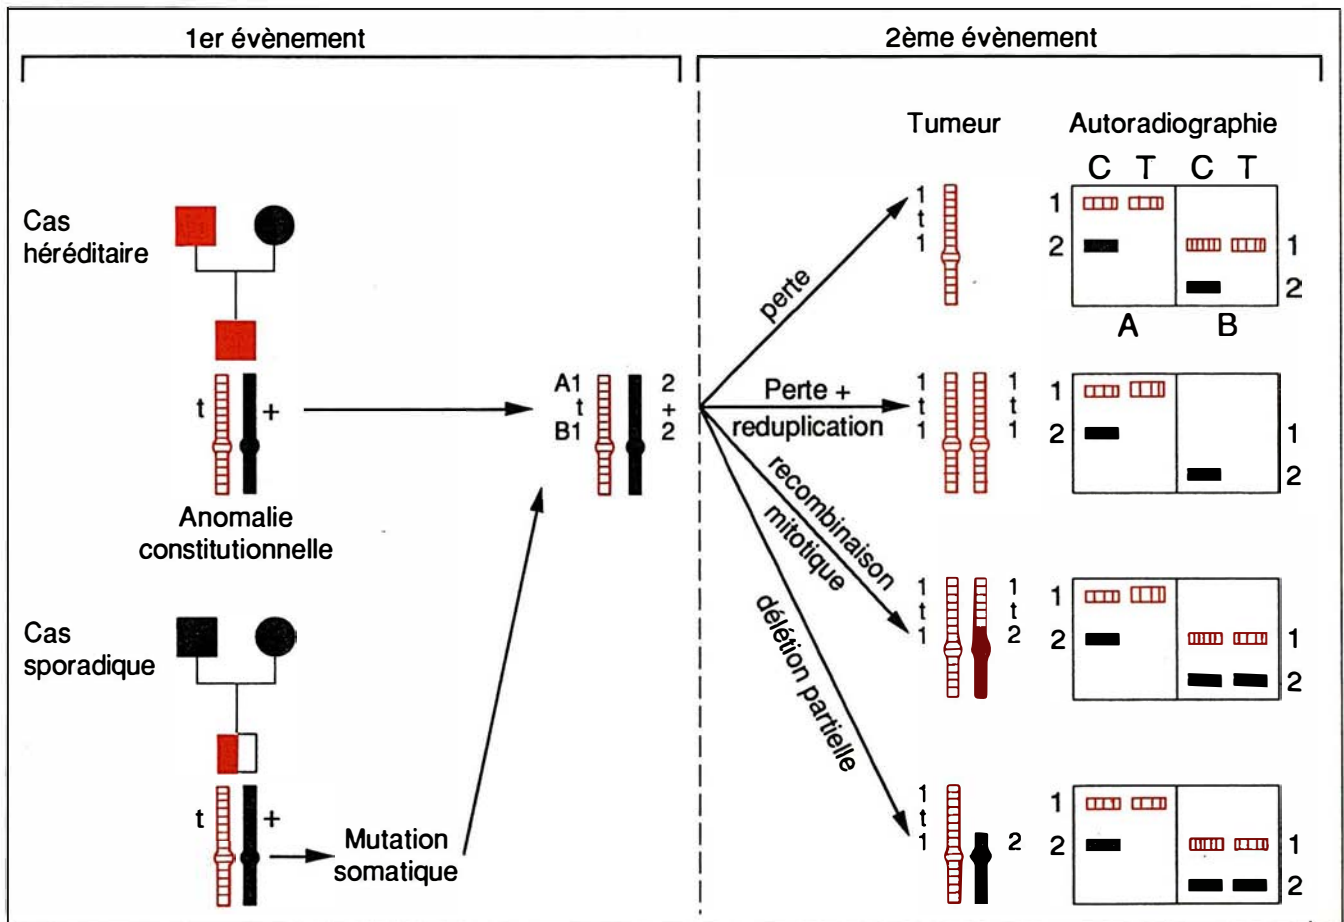 1er évènement
2ème évènement
Tumeur
Autoradiographie
C T C T
Cas
héréditaire
t +
Anomalie
constitutionnelle
Cas
sporadique
t +
Mutation
somatique
A1 2
t +
B1 2
perte
Perte +
reduplication
recombinaison
mitotique
délétion partielle
1
t
1
1
2 1
2
A B
1 1
t t
1 1
1
2 1
2
1 1
t t
1 2
1
2 1
2
1
t
1 2
1
2 1
2